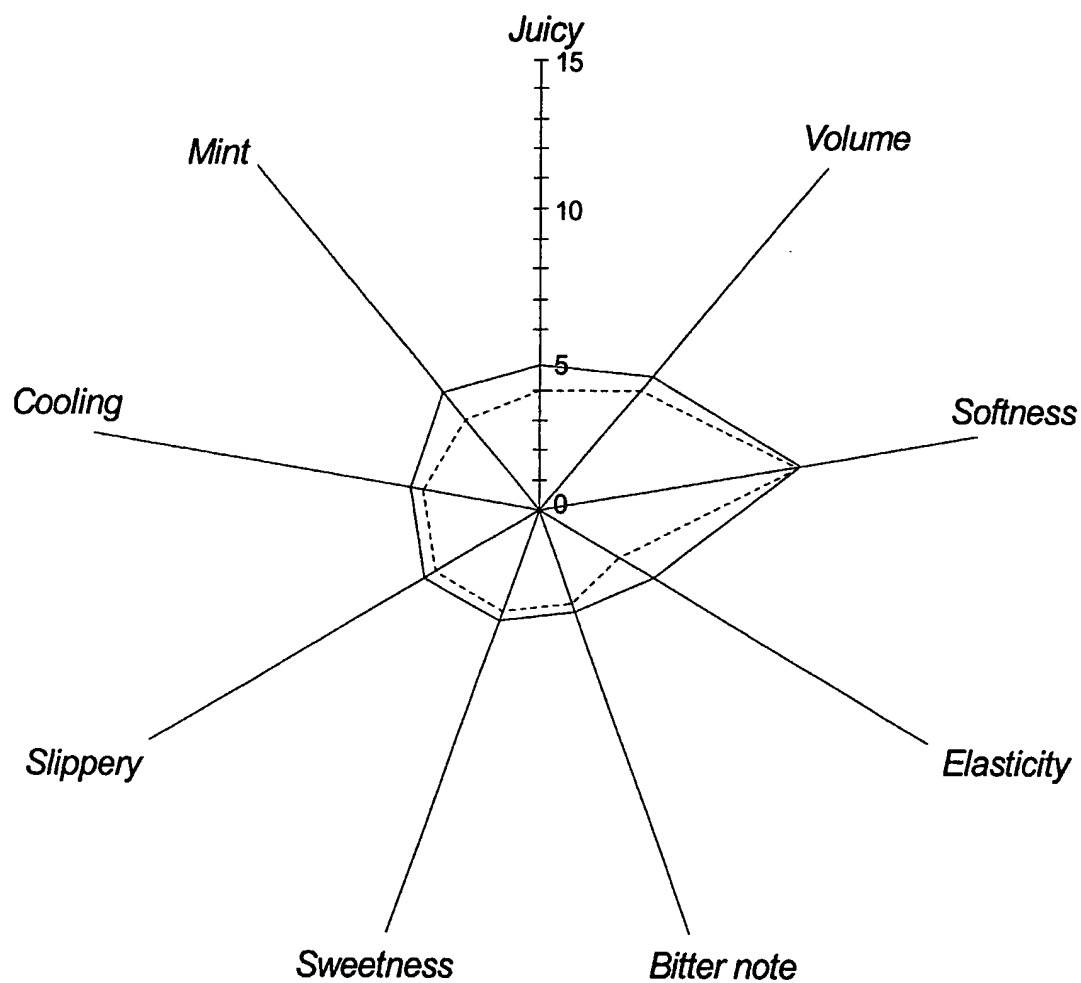 Juicy
15
Volume
Mint
10
5
Cooling
Softness
0
Slippery
Elasticity
Sweetness
Bitter note